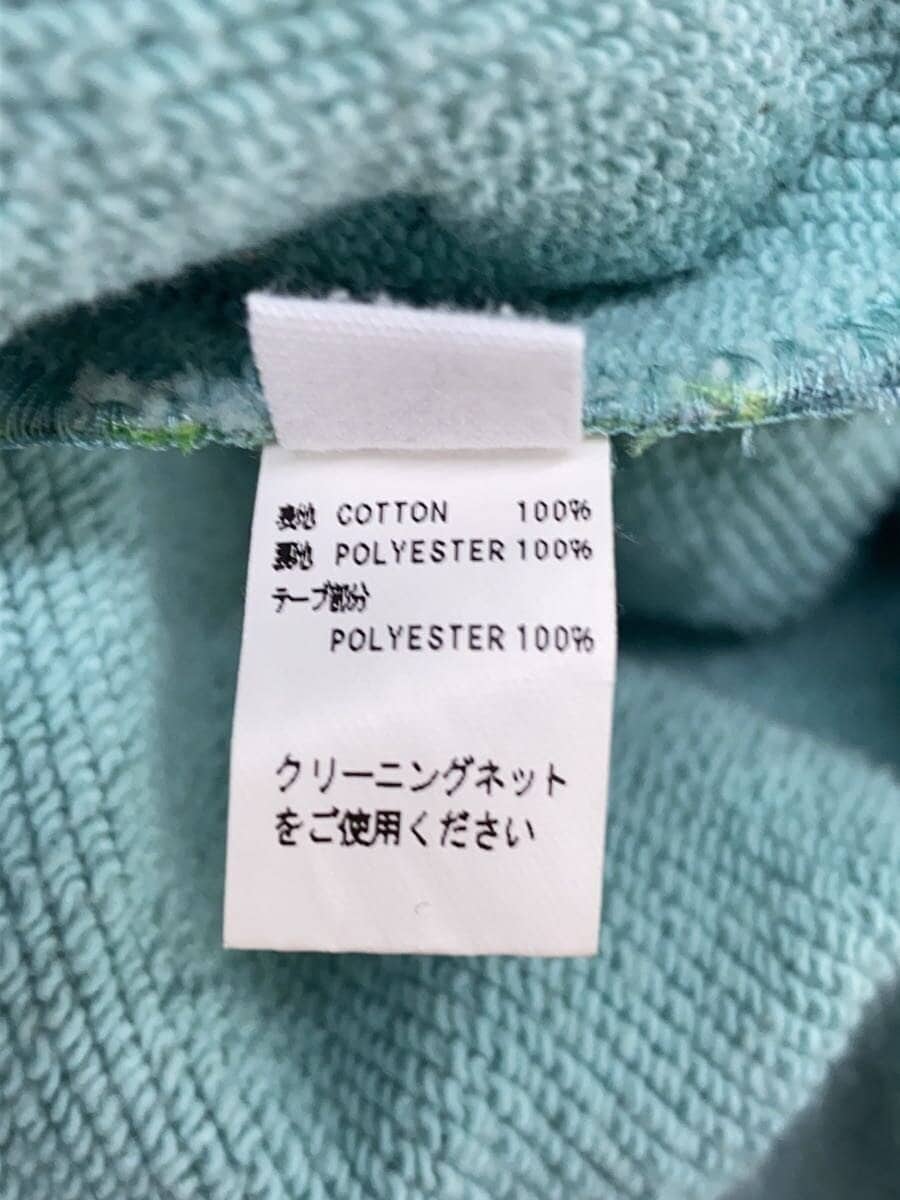 表地 COTTON 100%
裏地 POLYESTER 100%
テープ部分
POLYESTER 100%
クリーニングネット
をご使用ください